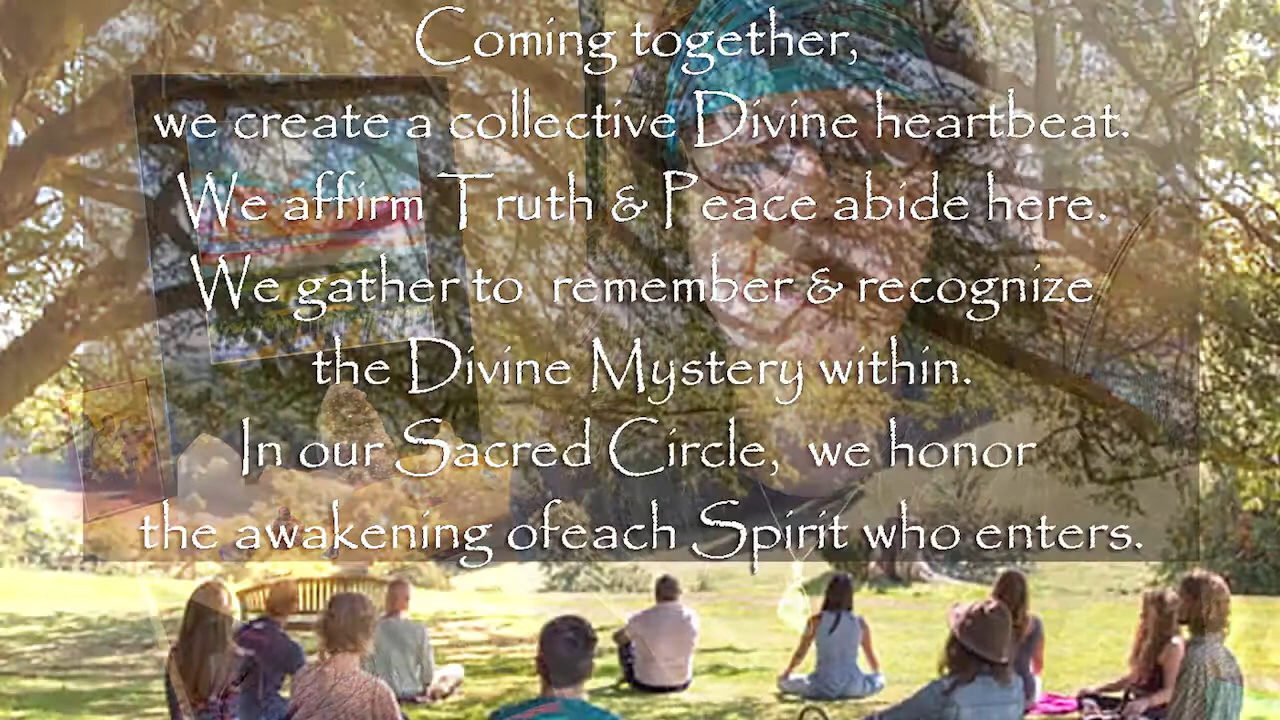 Coming together,
we create a collective Divine heartbeat.
We affirm Truth & Peace abide here.
We gather to remember & recognize
the Divine Mystery within.
In our Sacred Circle, we honor
the awakening ofeach Spirit who enters.